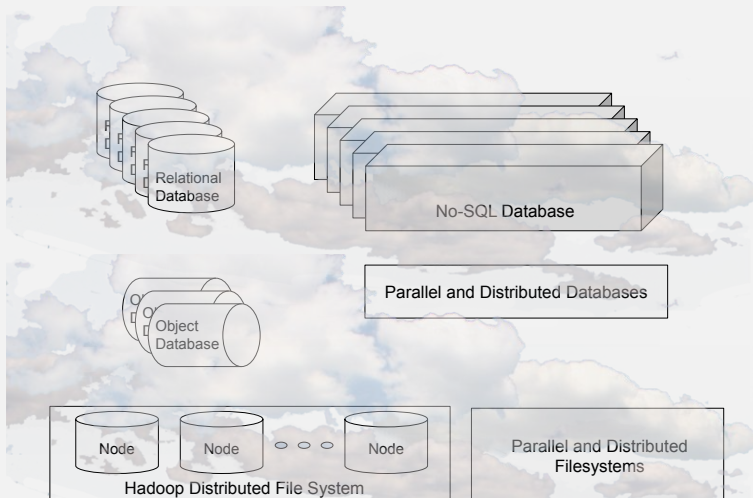 Relational
Database
No-SQL Database
Parallel and Distributed Databases
Object
Database
Node
Node
Node
Parallel and Distributed
Filesystems
Hadoop Distributed File System